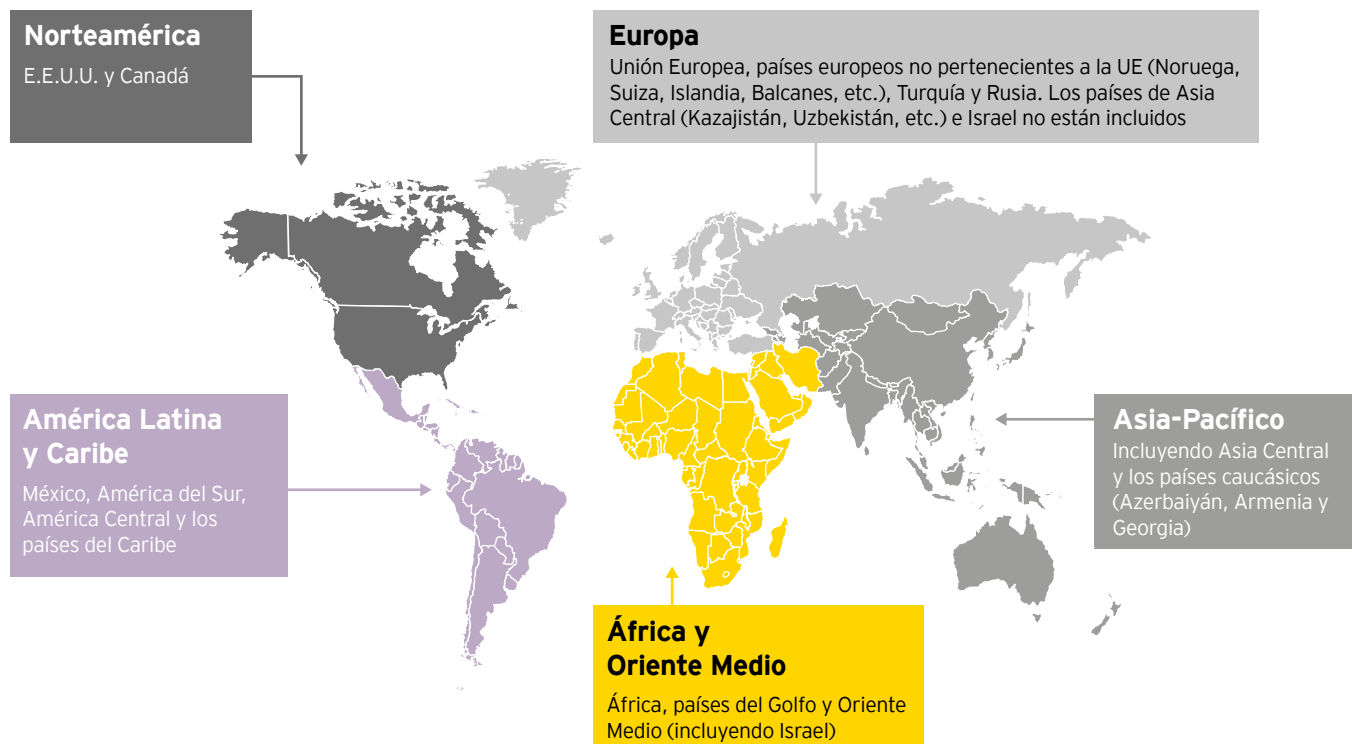 Norteamérica
E.E.U.U. y Canadá
Europa
Unión Europea, países europeos no pertenecientes a la UE (Noruega,
Suiza, Islandia, Balcanes, etc.), Turquía y Rusia. Los países de Asia
Central (Kazajistán, Uzbekistán, etc.) e Israel no están incluidos
América Latina
y Caribe
México, América del Sur,
América Central y los
países del Caribe
Asia-Pacífico
Incluyendo Asia Central
y los países caucásicos
(Azerbaiyán, Armenia y
Georgia)
África y
Oriente Medio
África, países del Golfo y Oriente
Medio (incluyendo Israel)